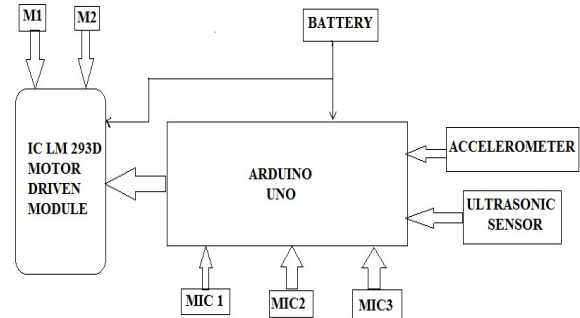 M1
M2
BATTERY
IC LM 293D
MOTOR
DRIVEN
MODULE
ARDUINO
UNO
ACCELEROMETER
ULTRASONIC
SENSOR
MIC 1
MIC2
MIC3